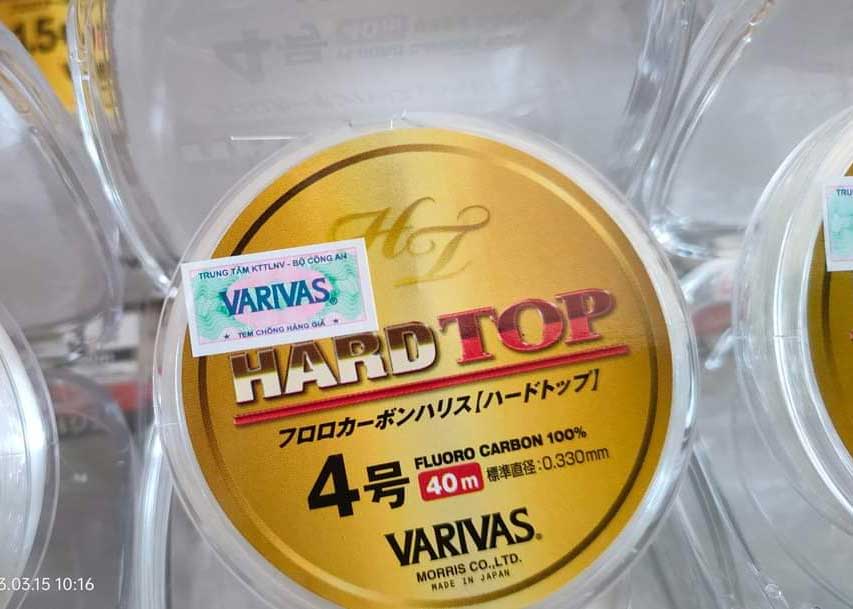 HT
TRUNG TÂM KTTLNV - BỘ CÔNG AN
VARIVAS®
★ TEM CHỐNG HÀNG GIẢ ★
HARD TOP
フロロカーボンハリス【ハードトップ】
4号 FLUORO CARBON 100%
40m 標準直径:0.330mm
VARIVAS®
MORRIS CO.,LTD.
MADE IN JAPAN
3.03.15 10:16